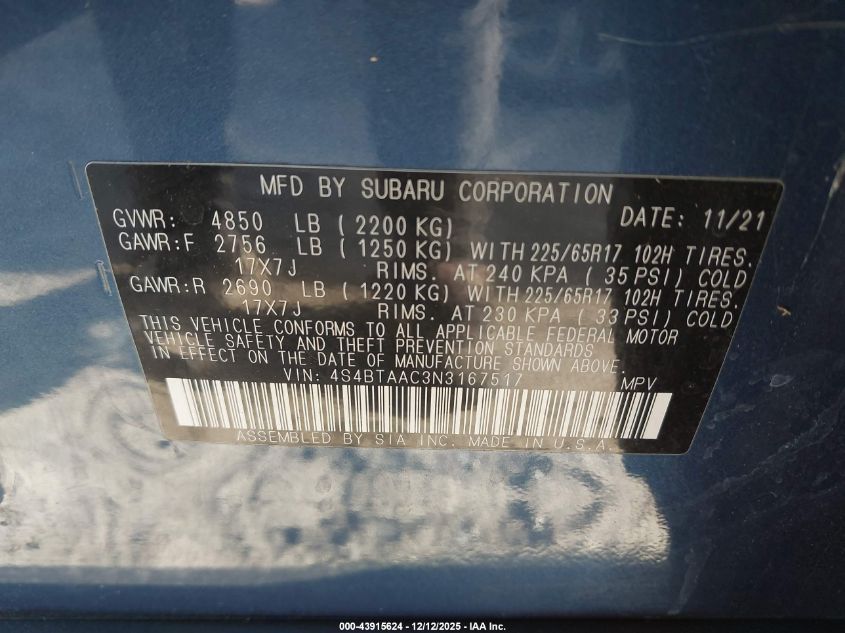 MFD BY SUBARU CORPORATION
GVWR: 4850 LB ( 2200 KG) DATE: 11/21
GAWR:F 2756 LB ( 1250 KG) WITH 225/65R17 102H TIRES.
17X7J RIMS. AT 240 KPA ( 35 PSI) COLD
GAWR:R 2690 LB ( 1220 KG) WITH 225/65R17 102H TIRES.
17X7J RIMS. AT 230 KPA ( 33 PSI) COLD
THIS VEHICLE CONFORMS TO ALL APPLICABLE FEDERAL MOTOR
VEHICLE SAFETY AND THEFT PREVENTION STANDARDS
IN EFFECT ON THE DATE OF MANUFACTURE SHOWN ABOVE.
VIN: 4S4BTAAC3N3167517 MPV
ASSEMBLED BY SIA INC. MADE IN U.S.A.
000-43915624 - 12/12/2025 - IAA Inc.